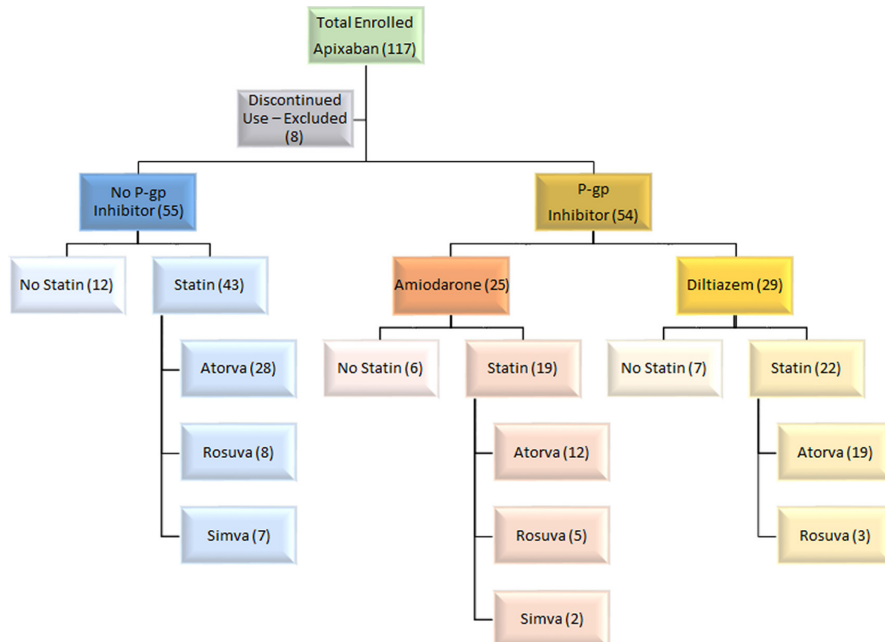 Total Enrolled
Apixaban (117)
Discontinued
Use – Excluded
(8)
No P-gp
Inhibitor (55)
P-gp
Inhibitor (54)
No Statin (12)
Statin (43)
Amiodarone (25)
Diltiazem (29)
Atorva (28)
No Statin (6)
Statin (19)
No Statin (7)
Statin (22)
Rosuva (8)
Atorva (12)
Atorva (19)
Simva (7)
Rosuva (5)
Rosuva (3)
Simva (2)